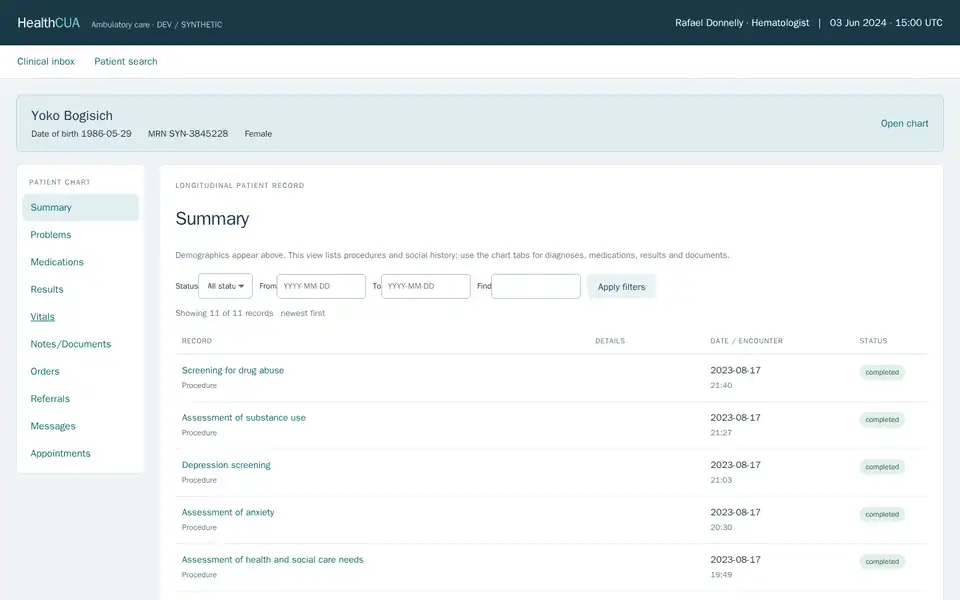 HealthCUA Ambulatory care · DEV / SYNTHETIC Rafael Donnelly · Hematologist | 03 Jun 2024 · 15:00 UTC
Clinical inbox Patient search
Yoko Bogisich
Date of birth 1986-05-29 MRN SYN-3845228 Female
Open chart
PATIENT CHART
Summary
Problems
Medications
Results
Vitals
Notes/Documents
Orders
Referrals
Messages
Appointments
LONGITUDINAL PATIENT RECORD
Summary
Demographics appear above. This view lists procedures and social history; use the chart tabs for diagnoses, medications, results and documents.
Status All statu From YYYY-MM-DD To YYYY-MM-DD Find Apply filters
Showing 11 of 11 records · newest first
RECORD DETAILS DATE / ENCOUNTER STATUS
Screening for drug abuse 2023-08-17 completed
Procedure 21:40
Assessment of substance use 2023-08-17 completed
Procedure 21:27
Depression screening 2023-08-17 completed
Procedure 21:03
Assessment of anxiety 2023-08-17 completed
Procedure 20:30
Assessment of health and social care needs 2023-08-17 completed
Procedure 19:49